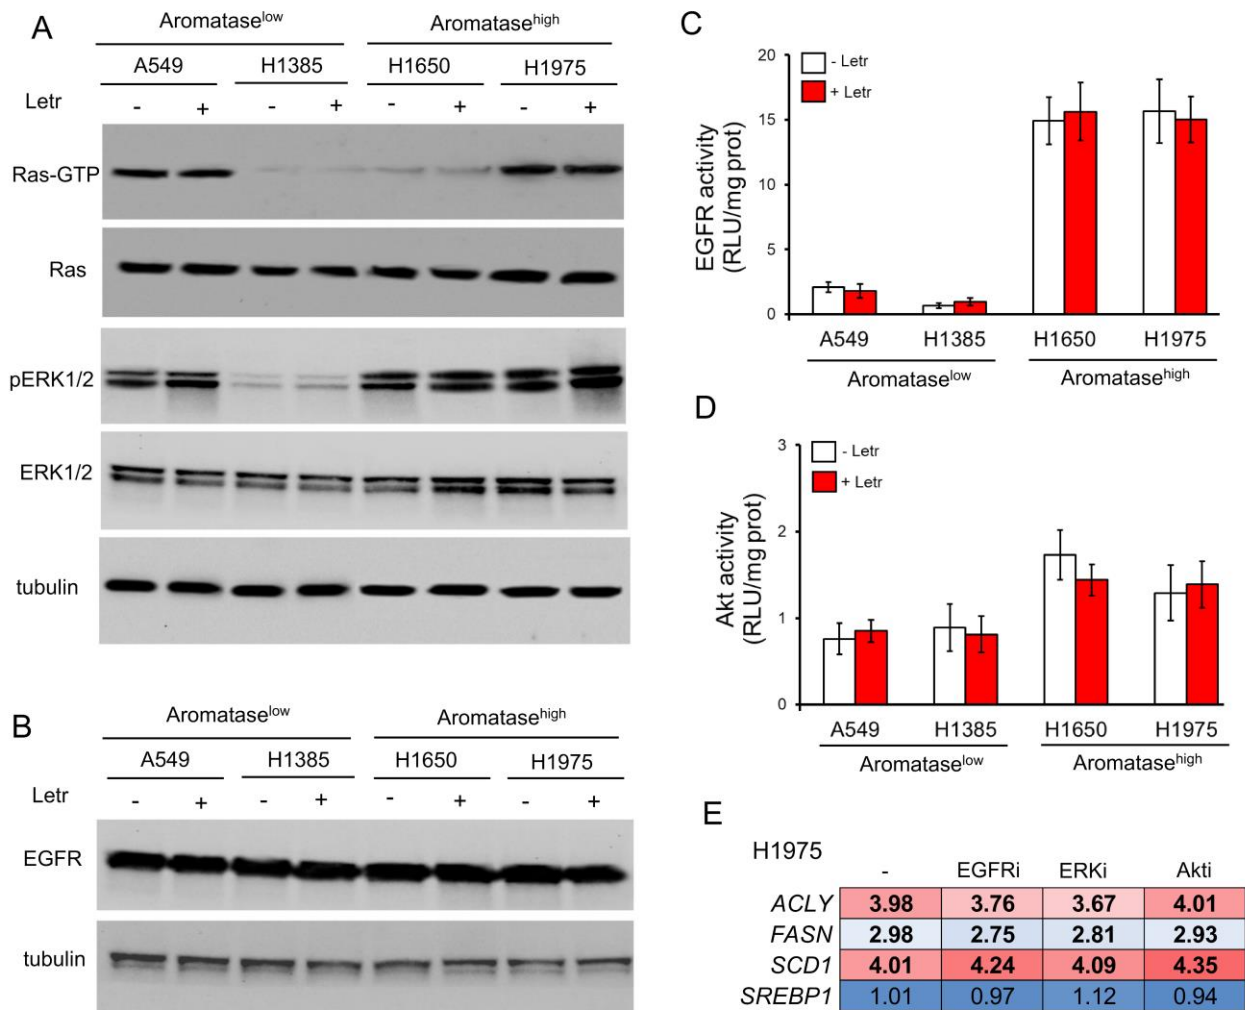 A
Aromatase^low Aromatase^high
A549 H1385 H1650 H1975
Letr - + - + - + - +
Ras-GTP
Ras
pERK1/2
ERK1/2
tubulin
B
Aromatase^low Aromatase^high
A549 H1385 H1650 H1975
Letr - + - + - + - +
EGFR
tubulin
C
EGFR activity
(RLU/mg prot)
20
15
10
5
0
- Letr
+ Letr
A549 H1385 H1650 H1975
Aromatase^low Aromatase^high
D
Akt activity
(RLU/mg prot)
3
2
1
0
- Letr
+ Letr
A549 H1385 H1650 H1975
Aromatase^low Aromatase^high
E
H1975
- EGFRi ERKi Akti
ACLY 3.98 3.76 3.67 4.01
FASN 2.98 2.75 2.81 2.93
SCD1 4.01 4.24 4.09 4.35
SREBP1 1.01 0.97 1.12 0.94